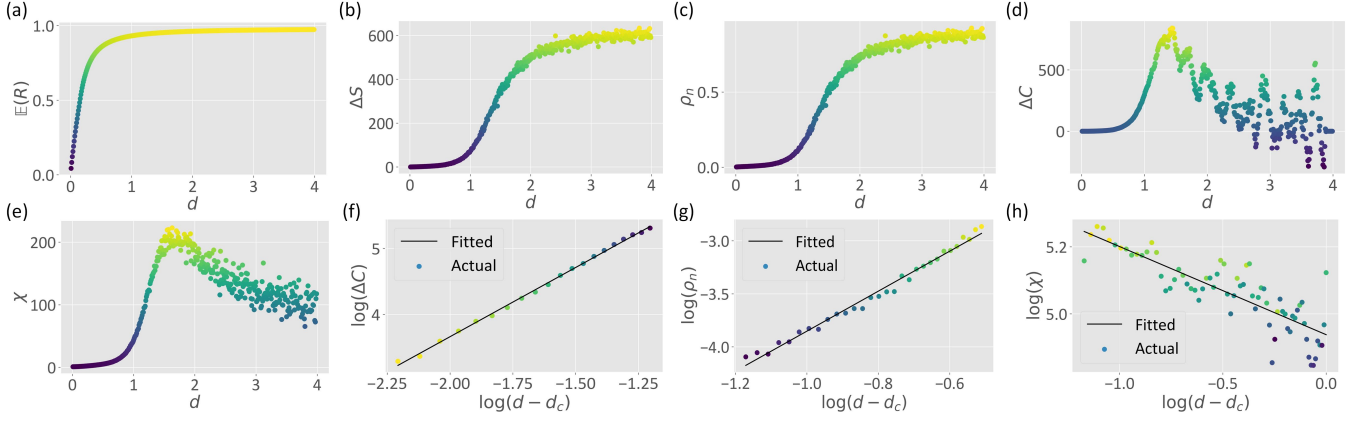 (a)
1.0
0.5
0.0
𝔼(R)
0
1
2
3
4
d
(b)
600
400
200
0
ΔS
0
1
2
3
4
d
(c)
0.5
0.0
ρₙ
0
1
2
3
4
d
(d)
500
0
ΔC
0
1
2
3
4
d
(e)
200
100
0
χ
0
1
2
3
4
d
(f)
5
4
log(ΔC)
Fitted
Actual
−2.25
−2.00
−1.75
−1.50
−1.25
log(d − d_c)
(g)
−3.0
−3.5
−4.0
log(ρₙ)
Fitted
Actual
−1.2
−1.0
−0.8
−0.6
log(d − d_c)
(h)
5.2
5.0
log(χ)
Fitted
Actual
−1.0
−0.5
0.0
log(d − d_c)